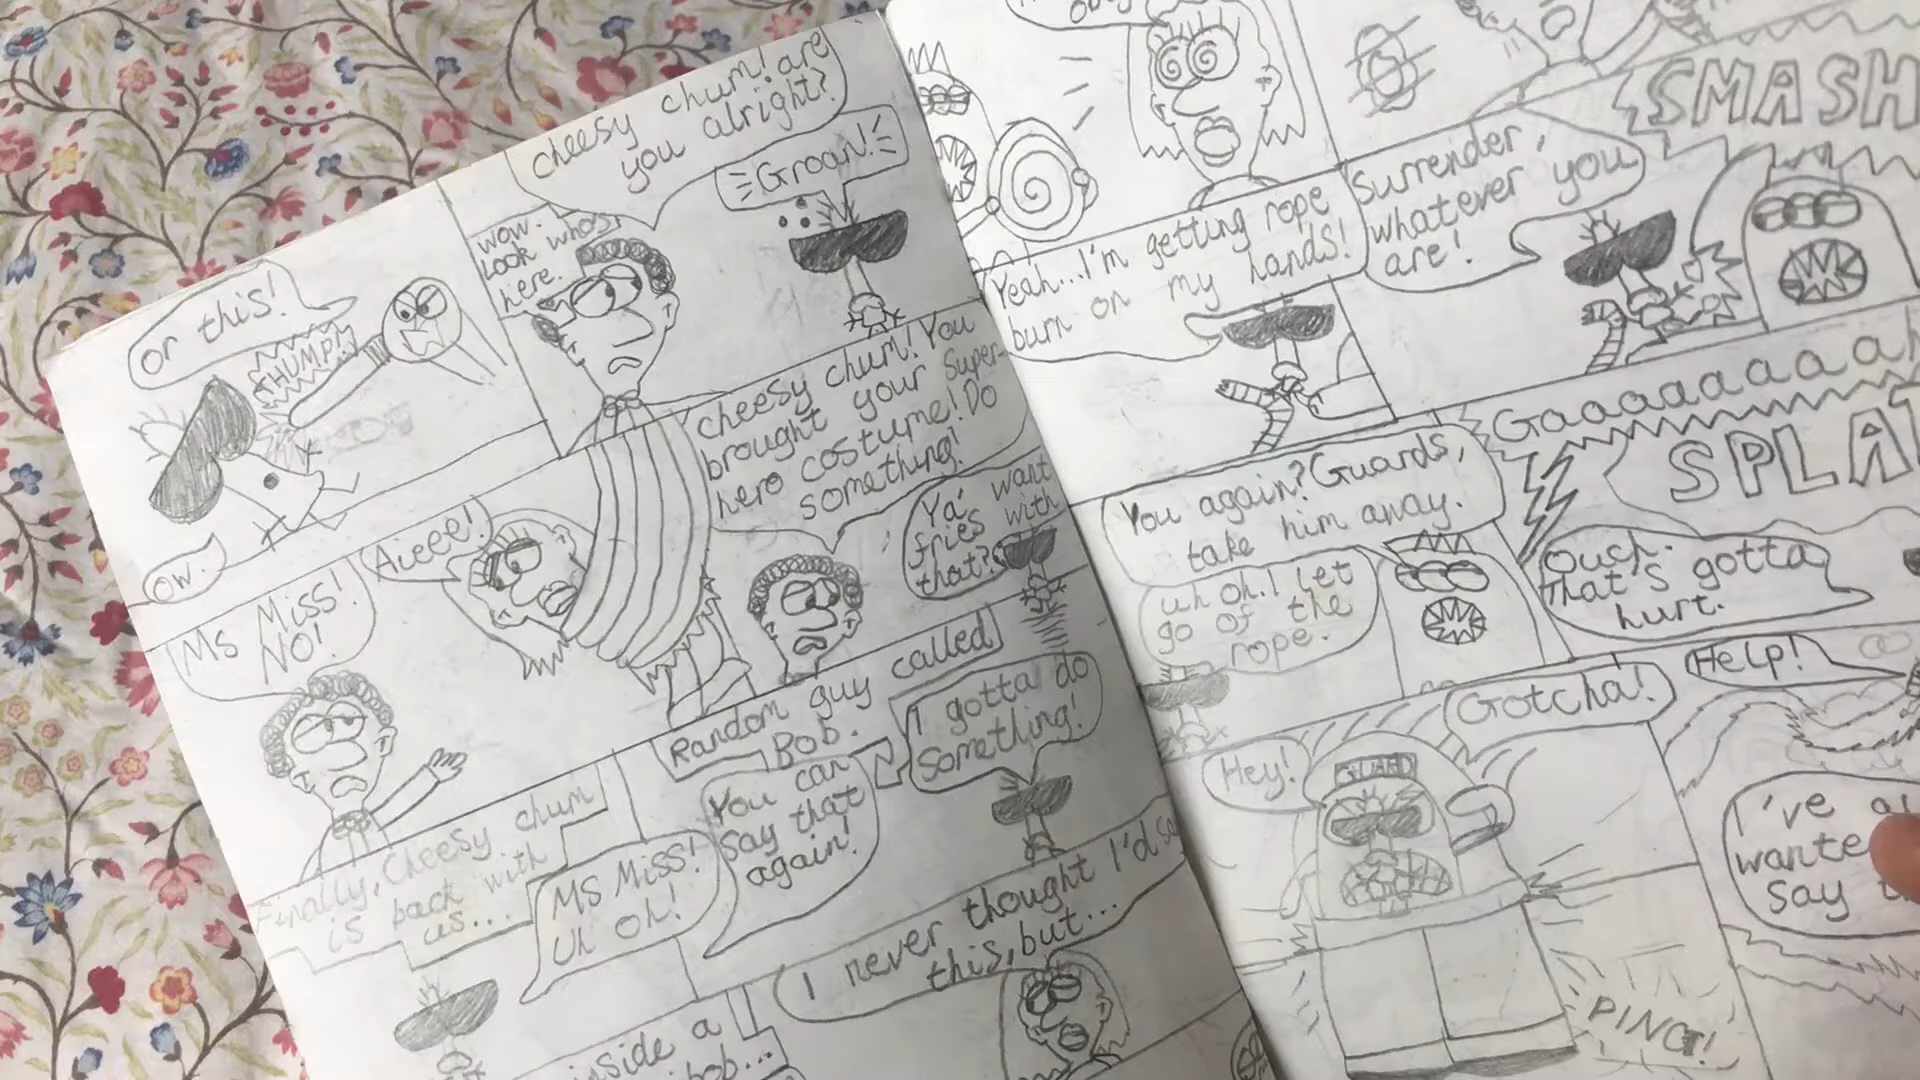 or this!
THUMP!
ow.
cheesy chum! are
you alright?
Groan!
wow.
Look whos
here.
cheesy chum! You
brought your super-
hero costume! Do
something!
Ya' want
fries with
that?
Aieee!
Ms Miss!
NO!
Finally, Cheesy chum
is back with
us...
Random guy called
Bob.
MS Miss!
Uh oh!
You can
say that
again!
I gotta do
Something!
I never thought I'd
this, but...
inside a
bob...
SMASH
Yeah...I'm getting rope
burn on my hands!
Surrender,
whatever you
are!
Gaaaaaaa
SPLA
You again? Guards,
take him away.
uh oh. I let
go of the
rope.
Ouch.
That's gotta
hurt.
Hey!
GUARD
Gotcha!
Help!
I've
Say
PING!